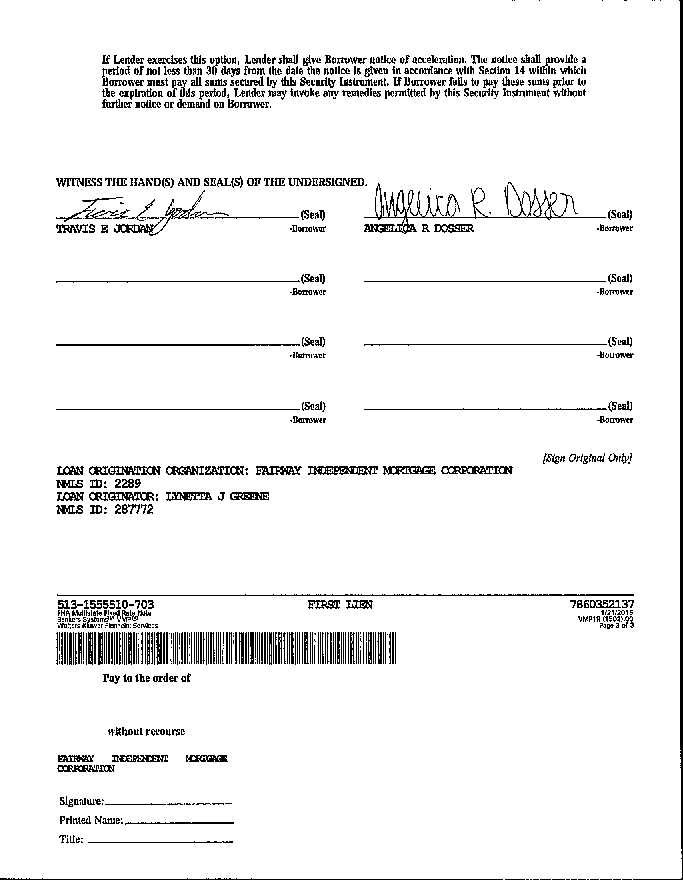 If Lender exercises this option, Lender shall give Borrower notice of acceleration. The notice shall provide a
period of not less than 30 days from the date the notice is given in accordance with Section 14 within which
Borrower must pay all sums secured by this Security Instrument. If Borrower fails to pay these sums prior to
the expiration of this period, Lender may invoke any remedies permitted by this Security Instrument without
further notice or demand on Borrower.
WITNESS THE HAND(S) AND SEAL(S) OF THE UNDERSIGNED.
Travis E Jordan (Seal) Angelica R. Dosser (Seal)
TRAVIS E JORDAN -Borrower ANGELICA R DOSSER -Borrower
(Seal) (Seal)
-Borrower -Borrower
(Seal) (Seal)
-Borrower -Borrower
(Seal) (Seal)
-Borrower -Borrower
[Sign Original Only]
LOAN ORIGINATION ORGANIZATION: FAIRWAY INDEPENDENT MORTGAGE CORPORATION
NMLS ID: 2289
LOAN ORIGINATOR: LYNETTA J GREENE
NMLS ID: 287772
513-1555510-703 FIRST LIEN 7860352137
FHA Multistate Fixed Rate Note 1/21/2015
Bankers Systems™ VMP® VMP1R (1502).00
Wolters Kluwer Financial Services Page 3 of 3
Pay to the order of
without recourse
FAIRWAY INDEPENDENT MORTGAGE
CORPORATION
Signature:
Printed Name:
Title: